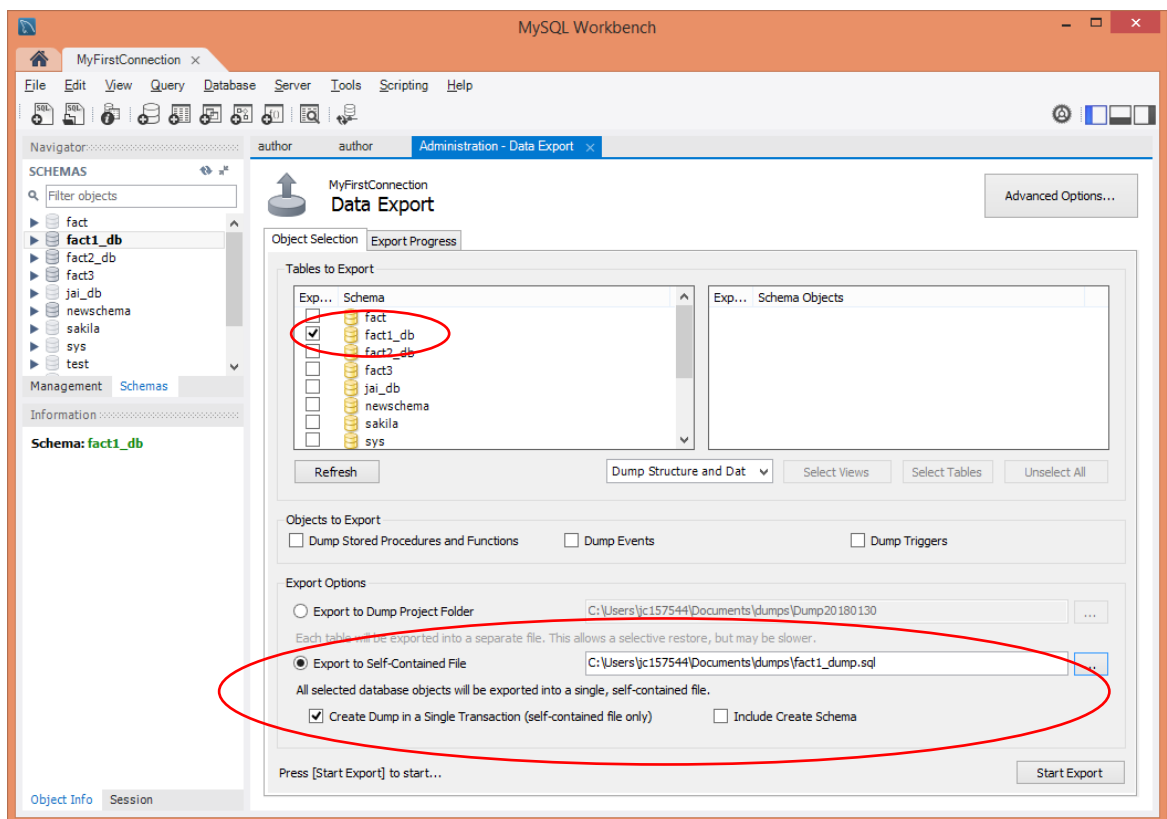 MySQL Workbench
MyFirstConnection
File Edit View Query Database Server Tools Scripting Help
Navigator
SCHEMAS
Filter objects
fact
fact1_db
fact2_db
fact3
jai_db
newschema
sakila
sys
test
Management Schemas
Information
Schema: fact1_db
Object Info Session
author author Administration - Data Export
MyFirstConnection
Data Export
Advanced Options...
Object Selection Export Progress
Tables to Export
Exp... Schema
fact
fact1_db
fact2_db
fact3
jai_db
newschema
sakila
sys
Exp... Schema Objects
Refresh Dump Structure and Dat Select Views Select Tables Unselect All
Objects to Export
Dump Stored Procedures and Functions Dump Events Dump Triggers
Export Options
Export to Dump Project Folder C:\Users\jc157544\Documents\dumps\Dump20180130 ...
Each table will be exported into a separate file. This allows a selective restore, but may be slower.
Export to Self-Contained File C:\Users\jc157544\Documents\dumps\fact1_dump.sql ...
All selected database objects will be exported into a single, self-contained file.
Create Dump in a Single Transaction (self-contained file only) Include Create Schema
Press [Start Export] to start... Start Export